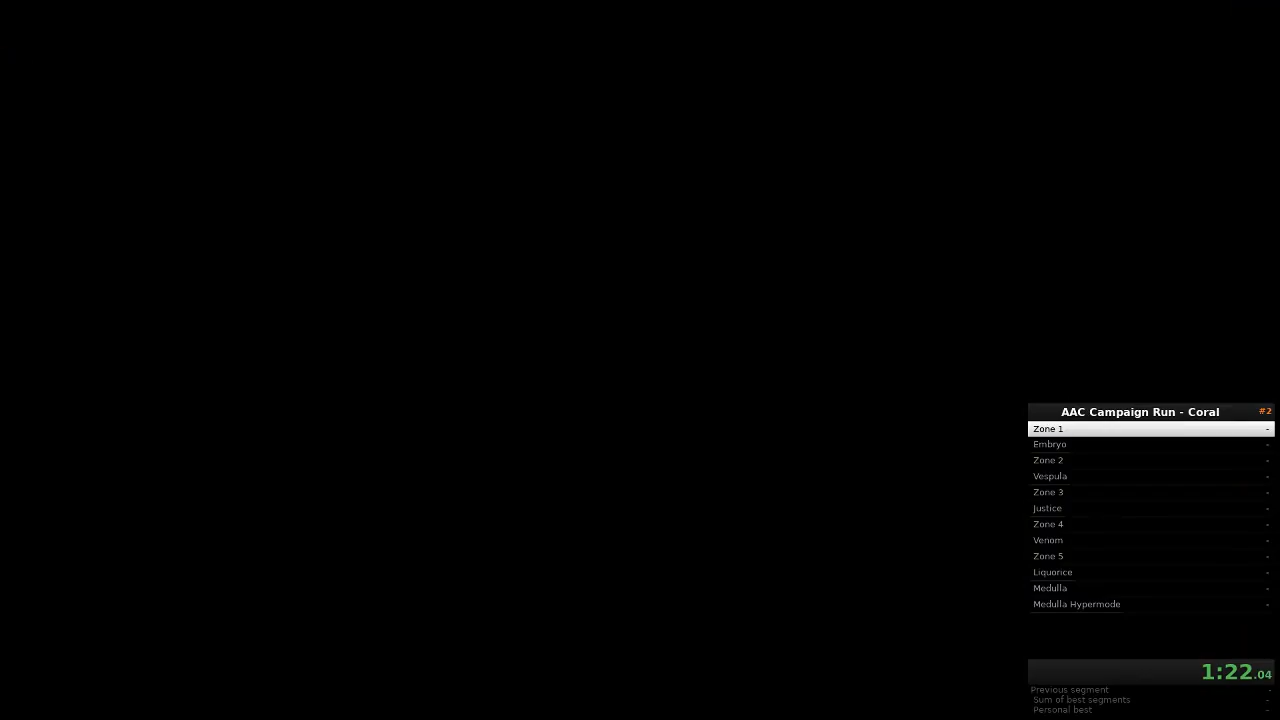 AAC Campaign Run - Coral #2
Zone 1 -
Embryo -
Zone 2 -
Vespula -
Zone 3 -
Justice -
Zone 4 -
Venom -
Zone 5 -
Liquorice -
Medulla -
Medulla Hypermode -
1:22.04
Previous segment -
Sum of best segments -
Personal best -